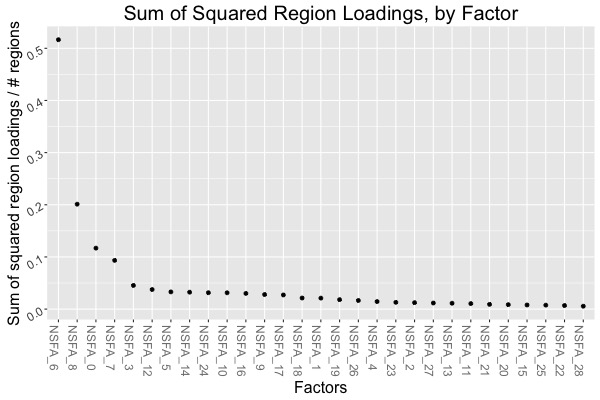 Sum of Squared Region Loadings, by Factor
Sum of squared region loadings / # regions
0.5
0.4
0.3
0.2
0.1
0.0
NSFA_6
NSFA_8
NSFA_0
NSFA_7
NSFA_3
NSFA_12
NSFA_5
NSFA_14
NSFA_24
NSFA_10
NSFA_16
NSFA_9
NSFA_17
NSFA_18
NSFA_1
NSFA_19
NSFA_26
NSFA_4
NSFA_23
NSFA_2
NSFA_27
NSFA_13
NSFA_11
NSFA_21
NSFA_20
NSFA_15
NSFA_25
NSFA_22
NSFA_28
Factors